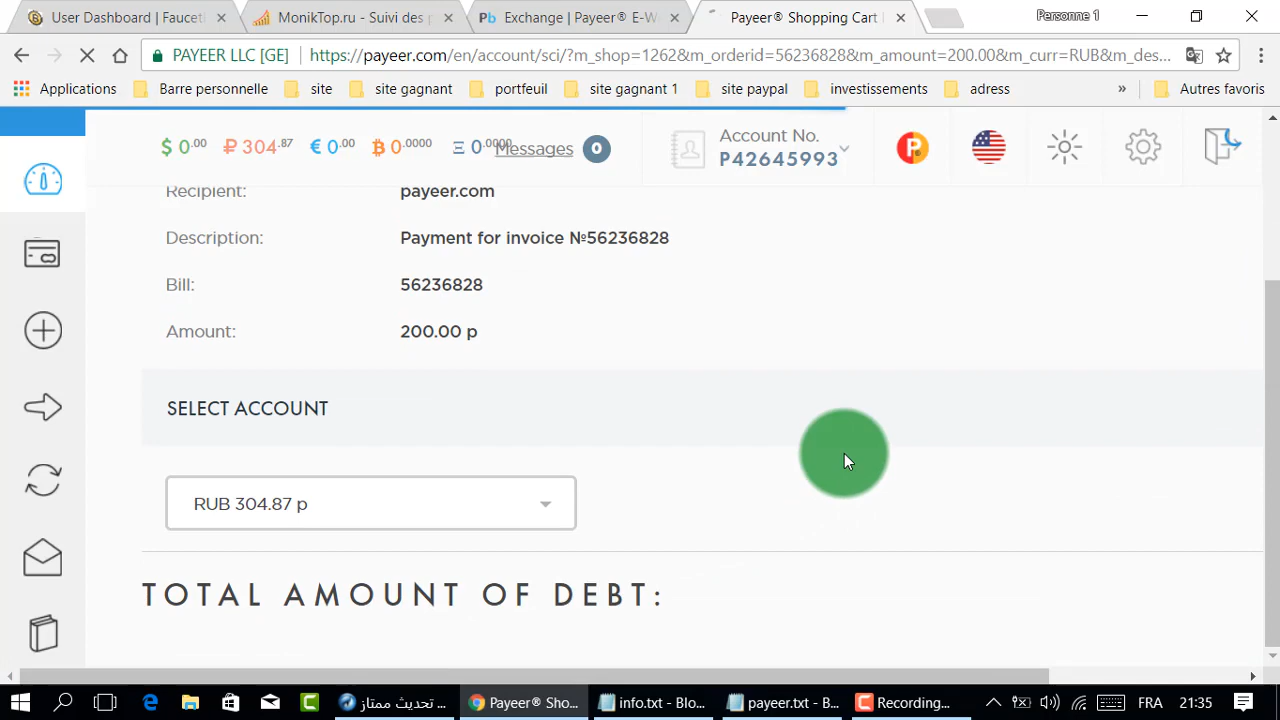 User Dashboard | Fauceth
MonikTop.ru - Suivi des p
Exchange | Payeer® E-W
Payeer® Shopping Cart
Personne 1
PAYEER LLC [GE]
https://payeer.com/en/account/sci/?m_shop=1262&m_orderid=56236828&m_amount=200.00&m_curr=RUB&m_des...
Applications
Barre personnelle
site
site gagnant
portfeuil
site gagnant 1
site paypal
investissements
adress
»
Autres favoris
$ 0.00
₽ 304.87
€ 0.00
0.0000
Ξ 0.0000
Messages
0
Account No.
P42645993
Recipient: payeer.com
Description: Payment for invoice №56236828
Bill: 56236828
Amount: 200.00 р
SELECT ACCOUNT
RUB 304.87 р
TOTAL AMOUNT OF DEBT:
تحديث ممتاز ...
Payeer® Sho...
info.txt - Blo...
payeer.txt - B...
Recording...
FRA
21:35